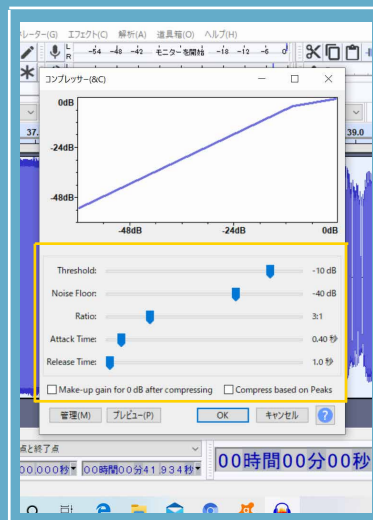 レーター(G) エフェクト(C) 解析(A) 道具箱(O) ヘルプ(H)
L
R
-54 -48 -42 モニターを開始 -18 -12 -6 0
コンプレッサー(&C)
37.
39.0
0dB
-24dB
-48dB
-48dB -24dB 0dB
Threshold: -10 dB
Noise Floor: -40 dB
Ratio: 3:1
Attack Time: 0.40 秒
Release Time: 1.0 秒
Make-up gain for 0 dB after compressing Compress based on Peaks
管理(M) プレビュー(P) OK キャンセル ?
点と終了点
00.000秒 00時間00分41.934秒
00時間00分00秒